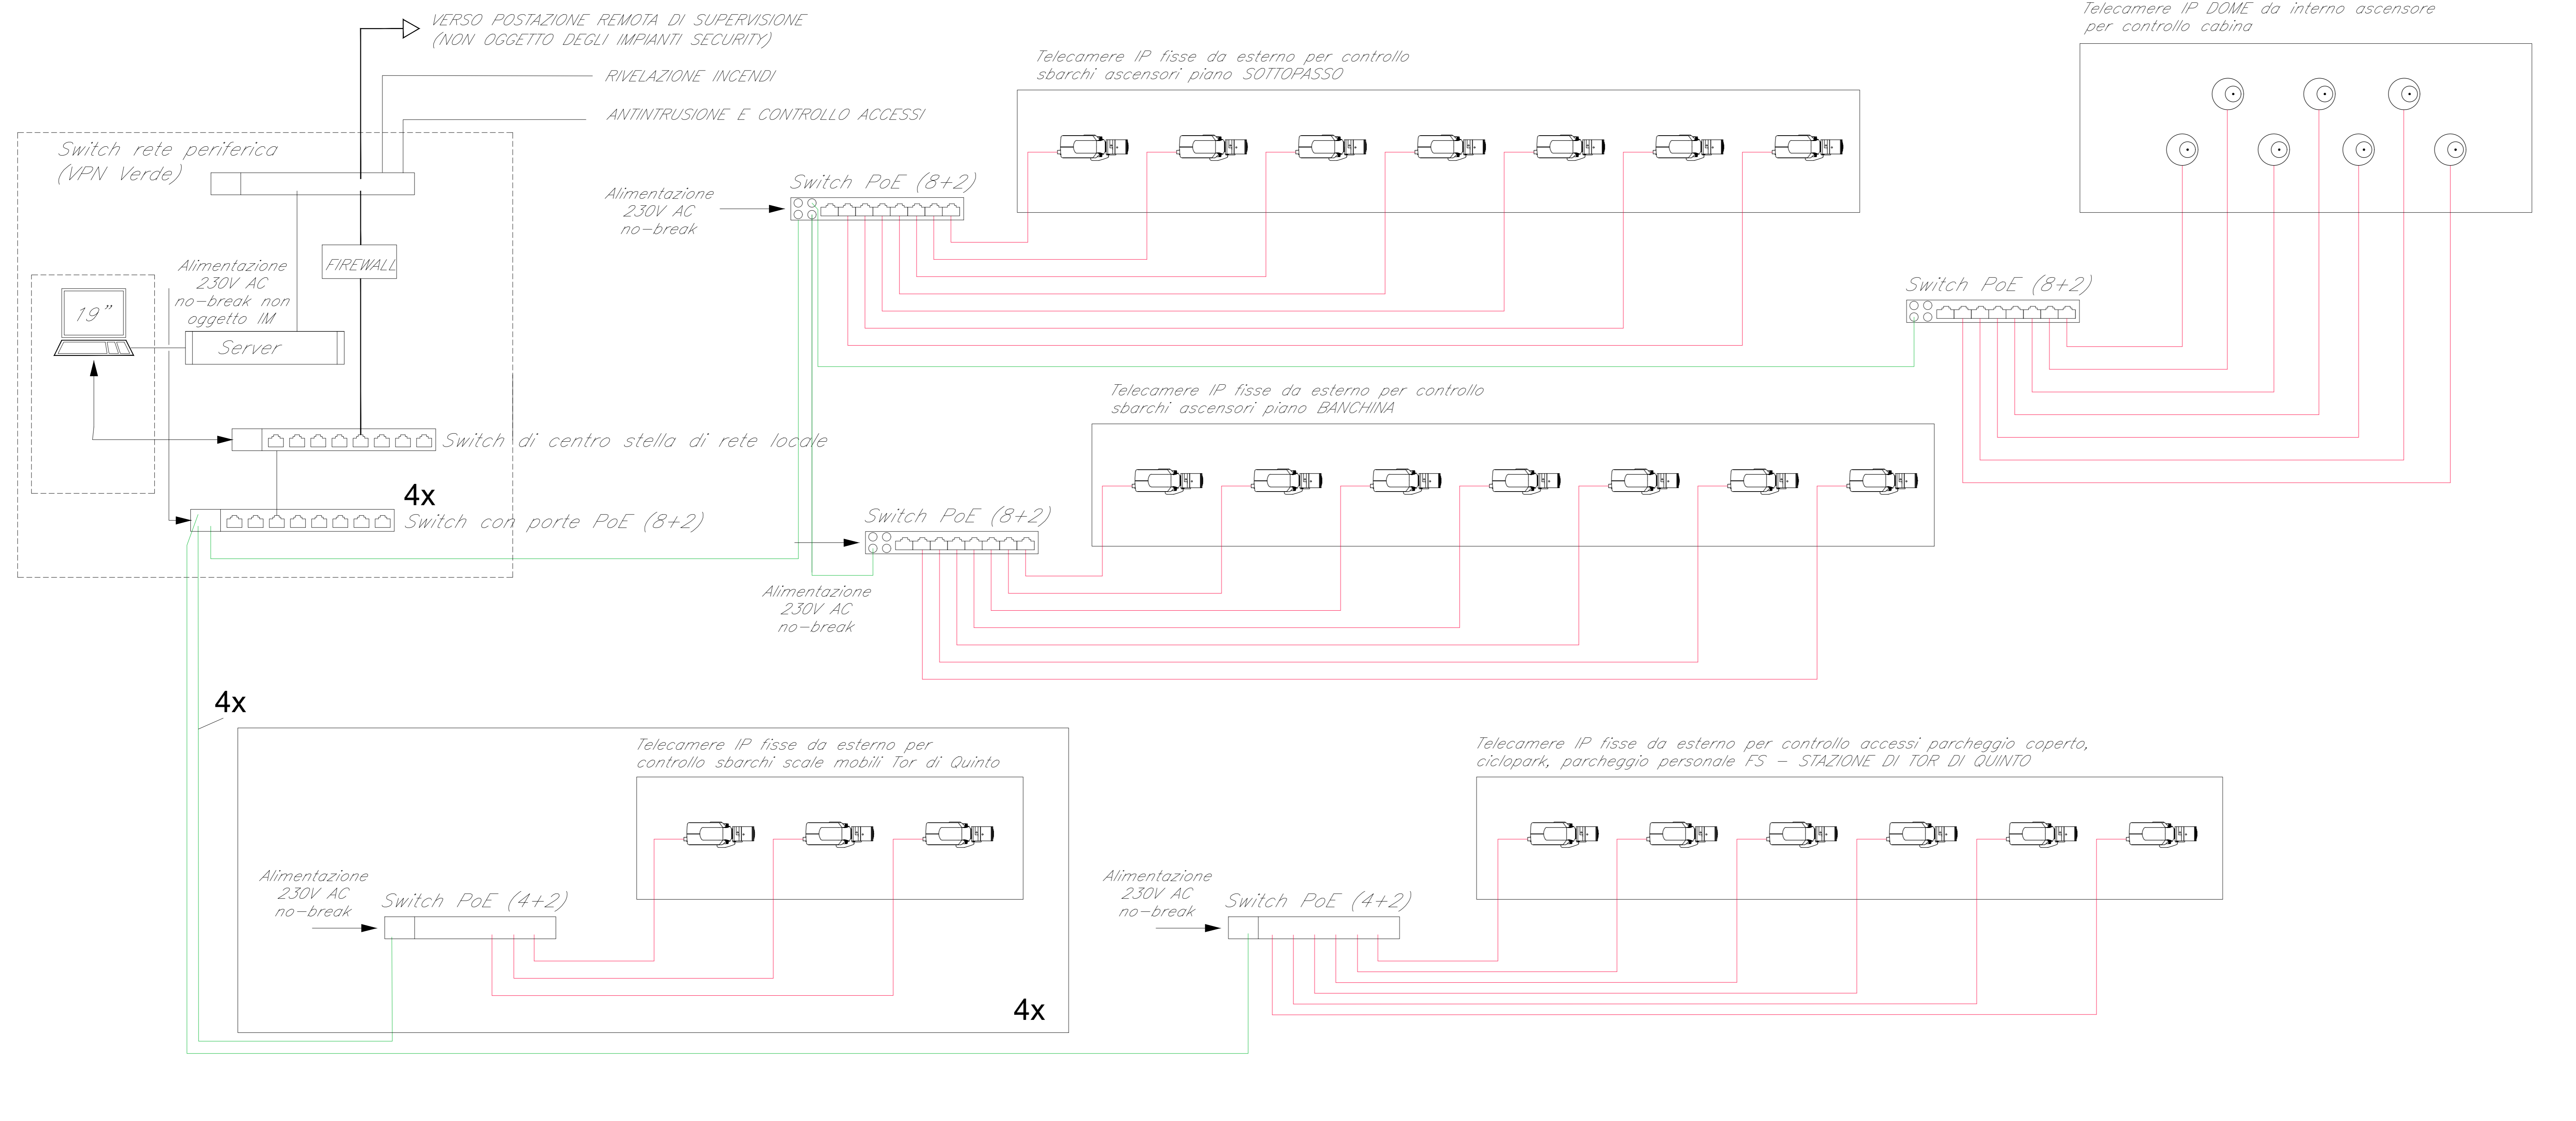 VERSO POSTAZIONE REMOTA DI SUPERVISIONE
(NON OGGETTO DEGLI IMPIANTI SECURITY)
RIVELAZIONE INCENDI
ANTINTRUSIONE E CONTROLLO ACCESSI
Switch rete periferica
(VPN Verde)
FIREWALL
Alimentazione
230V AC
no-break non
oggetto IM
19"
Server
Switch di centro stella di rete locale
4x
Switch con porte PoE (8+2)
Telecamere IP fisse da esterno per controllo
sbarchi ascensori piano SOTTOPASSO
Switch PoE (8+2)
Alimentazione
230V AC
no-break
Telecamere IP DOME da interno ascensore
per controllo cabina
Switch PoE (8+2)
Telecamere IP fisse da esterno per controllo
sbarchi ascensori piano BANCHINA
Switch PoE (8+2)
Alimentazione
230V AC
no-break
4x
Telecamere IP fisse da esterno per
controllo sbarchi scale mobili Tor di Quinto
Alimentazione
230V AC
no-break
Switch PoE (4+2)
4x
Telecamere IP fisse da esterno per controllo accessi parcheggio coperto,
ciclopark, parcheggio personale FS - STAZIONE DI TOR DI QUINTO
Alimentazione
230V AC
no-break
Switch PoE (4+2)